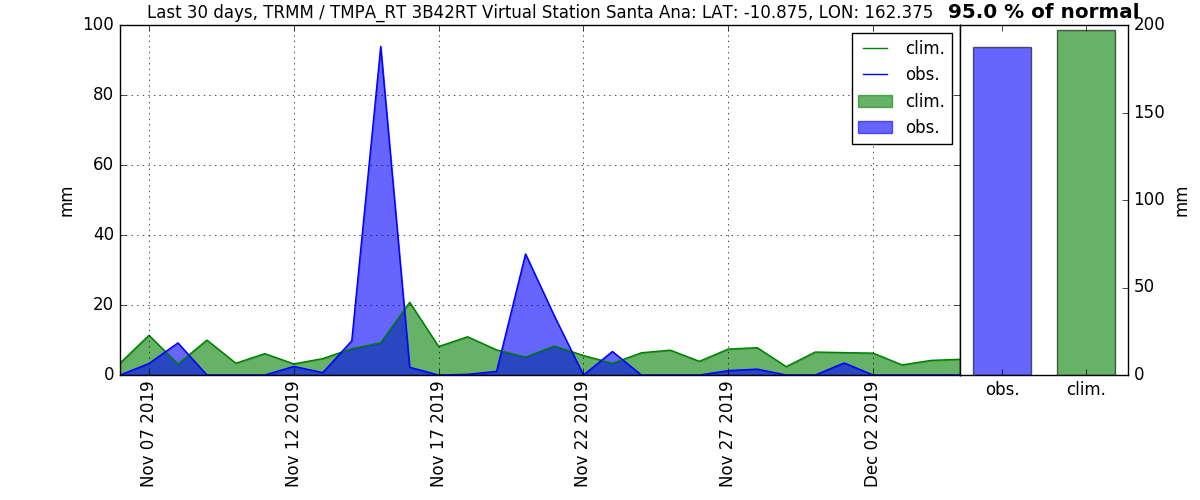 Last 30 days, TRMM / TMPA_RT 3B42RT Virtual Station Santa Ana: LAT: -10.875, LON: 162.375
95.0 % of normal
100
80
60
40
20
0
mm
clim.
obs.
clim.
obs.
Nov 07 2019
Nov 12 2019
Nov 17 2019
Nov 22 2019
Nov 27 2019
Dec 02 2019
200
150
100
50
0
mm
obs.
clim.